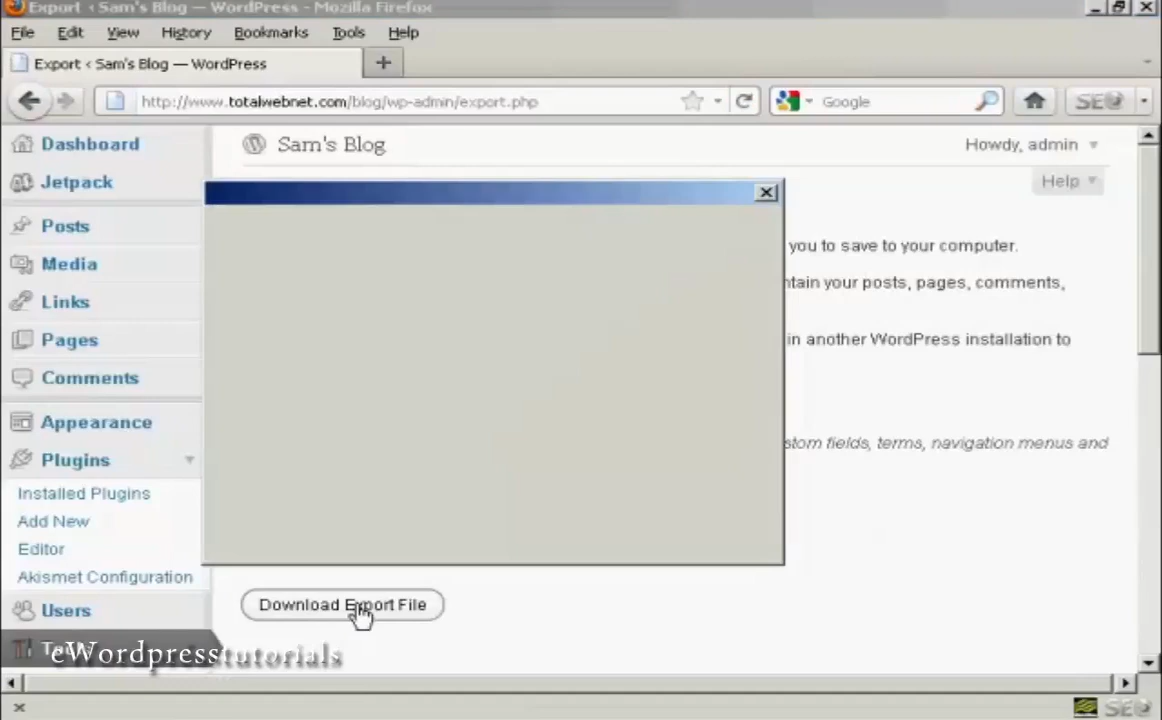 Export < Sam's Blog — WordPress - Mozilla Firefox
File Edit View History Bookmarks Tools Help
Export < Sam's Blog — WordPress
http://www.totalwebnet.com/blog/wp-admin/export.php
Google
SEO
Dashboard
Sam's Blog
Howdy, admin
Jetpack
Help
Posts
you to save to your computer.
Media
ntain your posts, pages, comments,
Links
Pages
in another WordPress installation to
Comments
Appearance
stom fields, terms, navigation menus and
Plugins
Installed Plugins
Add New
Editor
Akismet Configuration
Download Export File
Users
Tools
eWordpresstutorials
SEO